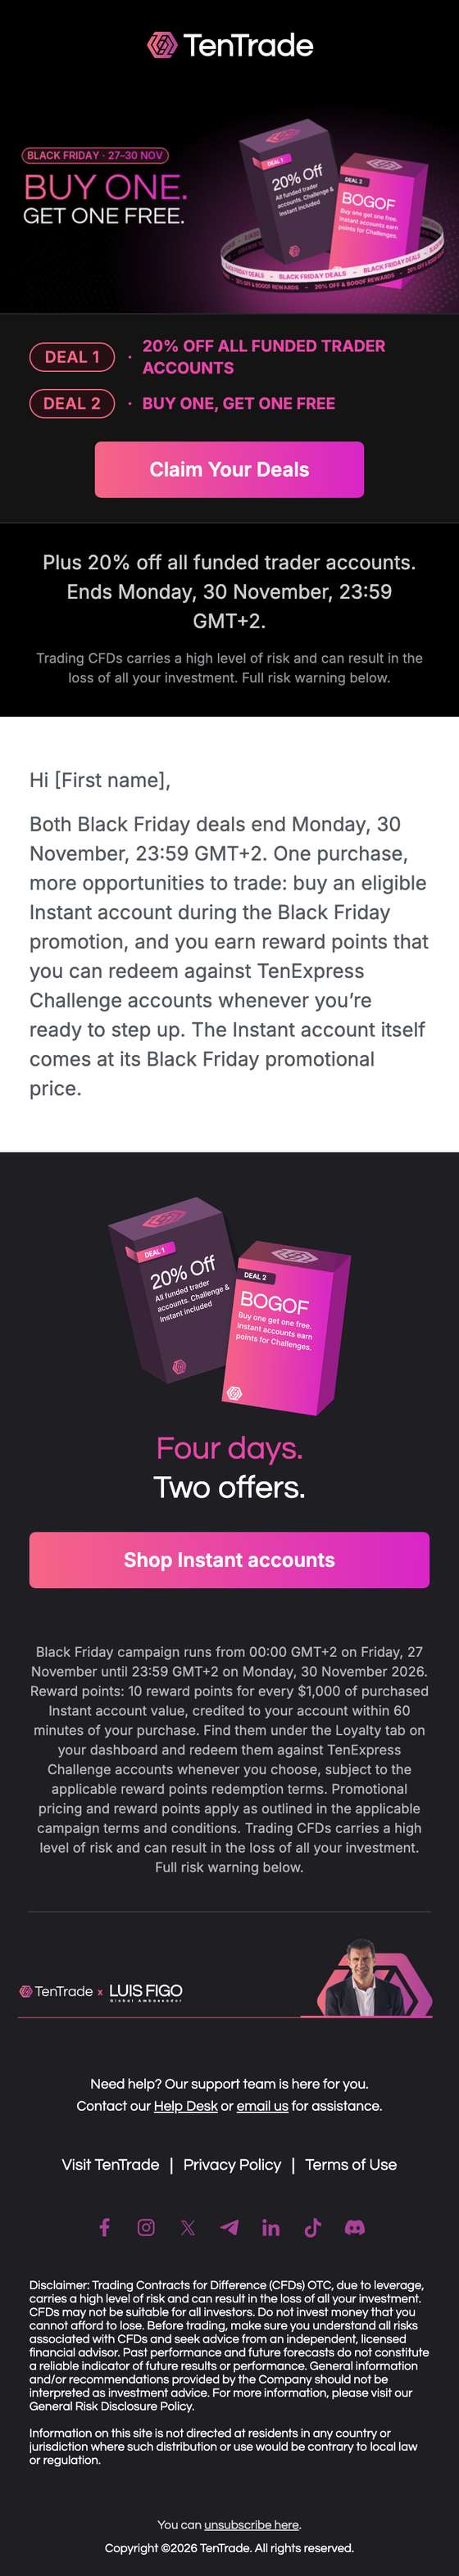 TenTrade
BLACK FRIDAY · 27–30 NOV
BUY ONE.
GET ONE FREE.
DEAL 1
20% Off
All funded trader
accounts. Challenge &
Instant included
DEAL 2
BOGOF
Buy one get one free.
Instant accounts earn
points for Challenges.
BLACK FRIDAY DEALS – BLACK FRIDAY DEALS – BLACK FRIDAY DEALS
20% OFF & BOGOF REWARDS
DEAL 1 · 20% OFF ALL FUNDED TRADER
ACCOUNTS
DEAL 2 · BUY ONE, GET ONE FREE
Claim Your Deals
Plus 20% off all funded trader accounts.
Ends Monday, 30 November, 23:59
GMT+2.
Trading CFDs carries a high level of risk and can result in the
loss of all your investment. Full risk warning below.
Hi [First name],
Both Black Friday deals end Monday, 30
November, 23:59 GMT+2. One purchase,
more opportunities to trade: buy an eligible
Instant account during the Black Friday
promotion, and you earn reward points that
you can redeem against TenExpress
Challenge accounts whenever you’re
ready to step up. The Instant account itself
comes at its Black Friday promotional
price.
DEAL 1
20% Off
All funded trader
accounts. Challenge &
Instant included
DEAL 2
BOGOF
Buy one get one free.
Instant accounts earn
points for Challenges.
Four days.
Two offers.
Shop Instant accounts
Black Friday campaign runs from 00:00 GMT+2 on Friday, 27
November until 23:59 GMT+2 on Monday, 30 November 2026.
Reward points: 10 reward points for every $1,000 of purchased
Instant account value, credited to your account within 60
minutes of your purchase. Find them under the Loyalty tab on
your dashboard and redeem them against TenExpress
Challenge accounts whenever you choose, subject to the
applicable reward points redemption terms. Promotional
pricing and reward points apply as outlined in the applicable
campaign terms and conditions. Trading CFDs carries a high
level of risk and can result in the loss of all your investment.
Full risk warning below.
TenTrade x LUIS FIGO
Global Ambassador
Need help? Our support team is here for you.
Contact our Help Desk or email us for assistance.
Visit TenTrade | Privacy Policy | Terms of Use
Disclaimer: Trading Contracts for Difference (CFDs) OTC, due to leverage,
carries a high level of risk and can result in the loss of all your investment.
CFDs may not be suitable for all investors. Do not invest money that you
cannot afford to lose. Before trading, make sure you understand all risks
associated with CFDs and seek advice from an independent, licensed
financial advisor. Past performance and future forecasts do not constitute
a reliable indicator of future results or performance. General information
and/or recommendations provided by the Company should not be
interpreted as investment advice. For more information, please visit our
General Risk Disclosure Policy.
Information on this site is not directed at residents in any country or
jurisdiction where such distribution or use would be contrary to local law
or regulation.
You can unsubscribe here.
Copyright ©2026 TenTrade. All rights reserved.